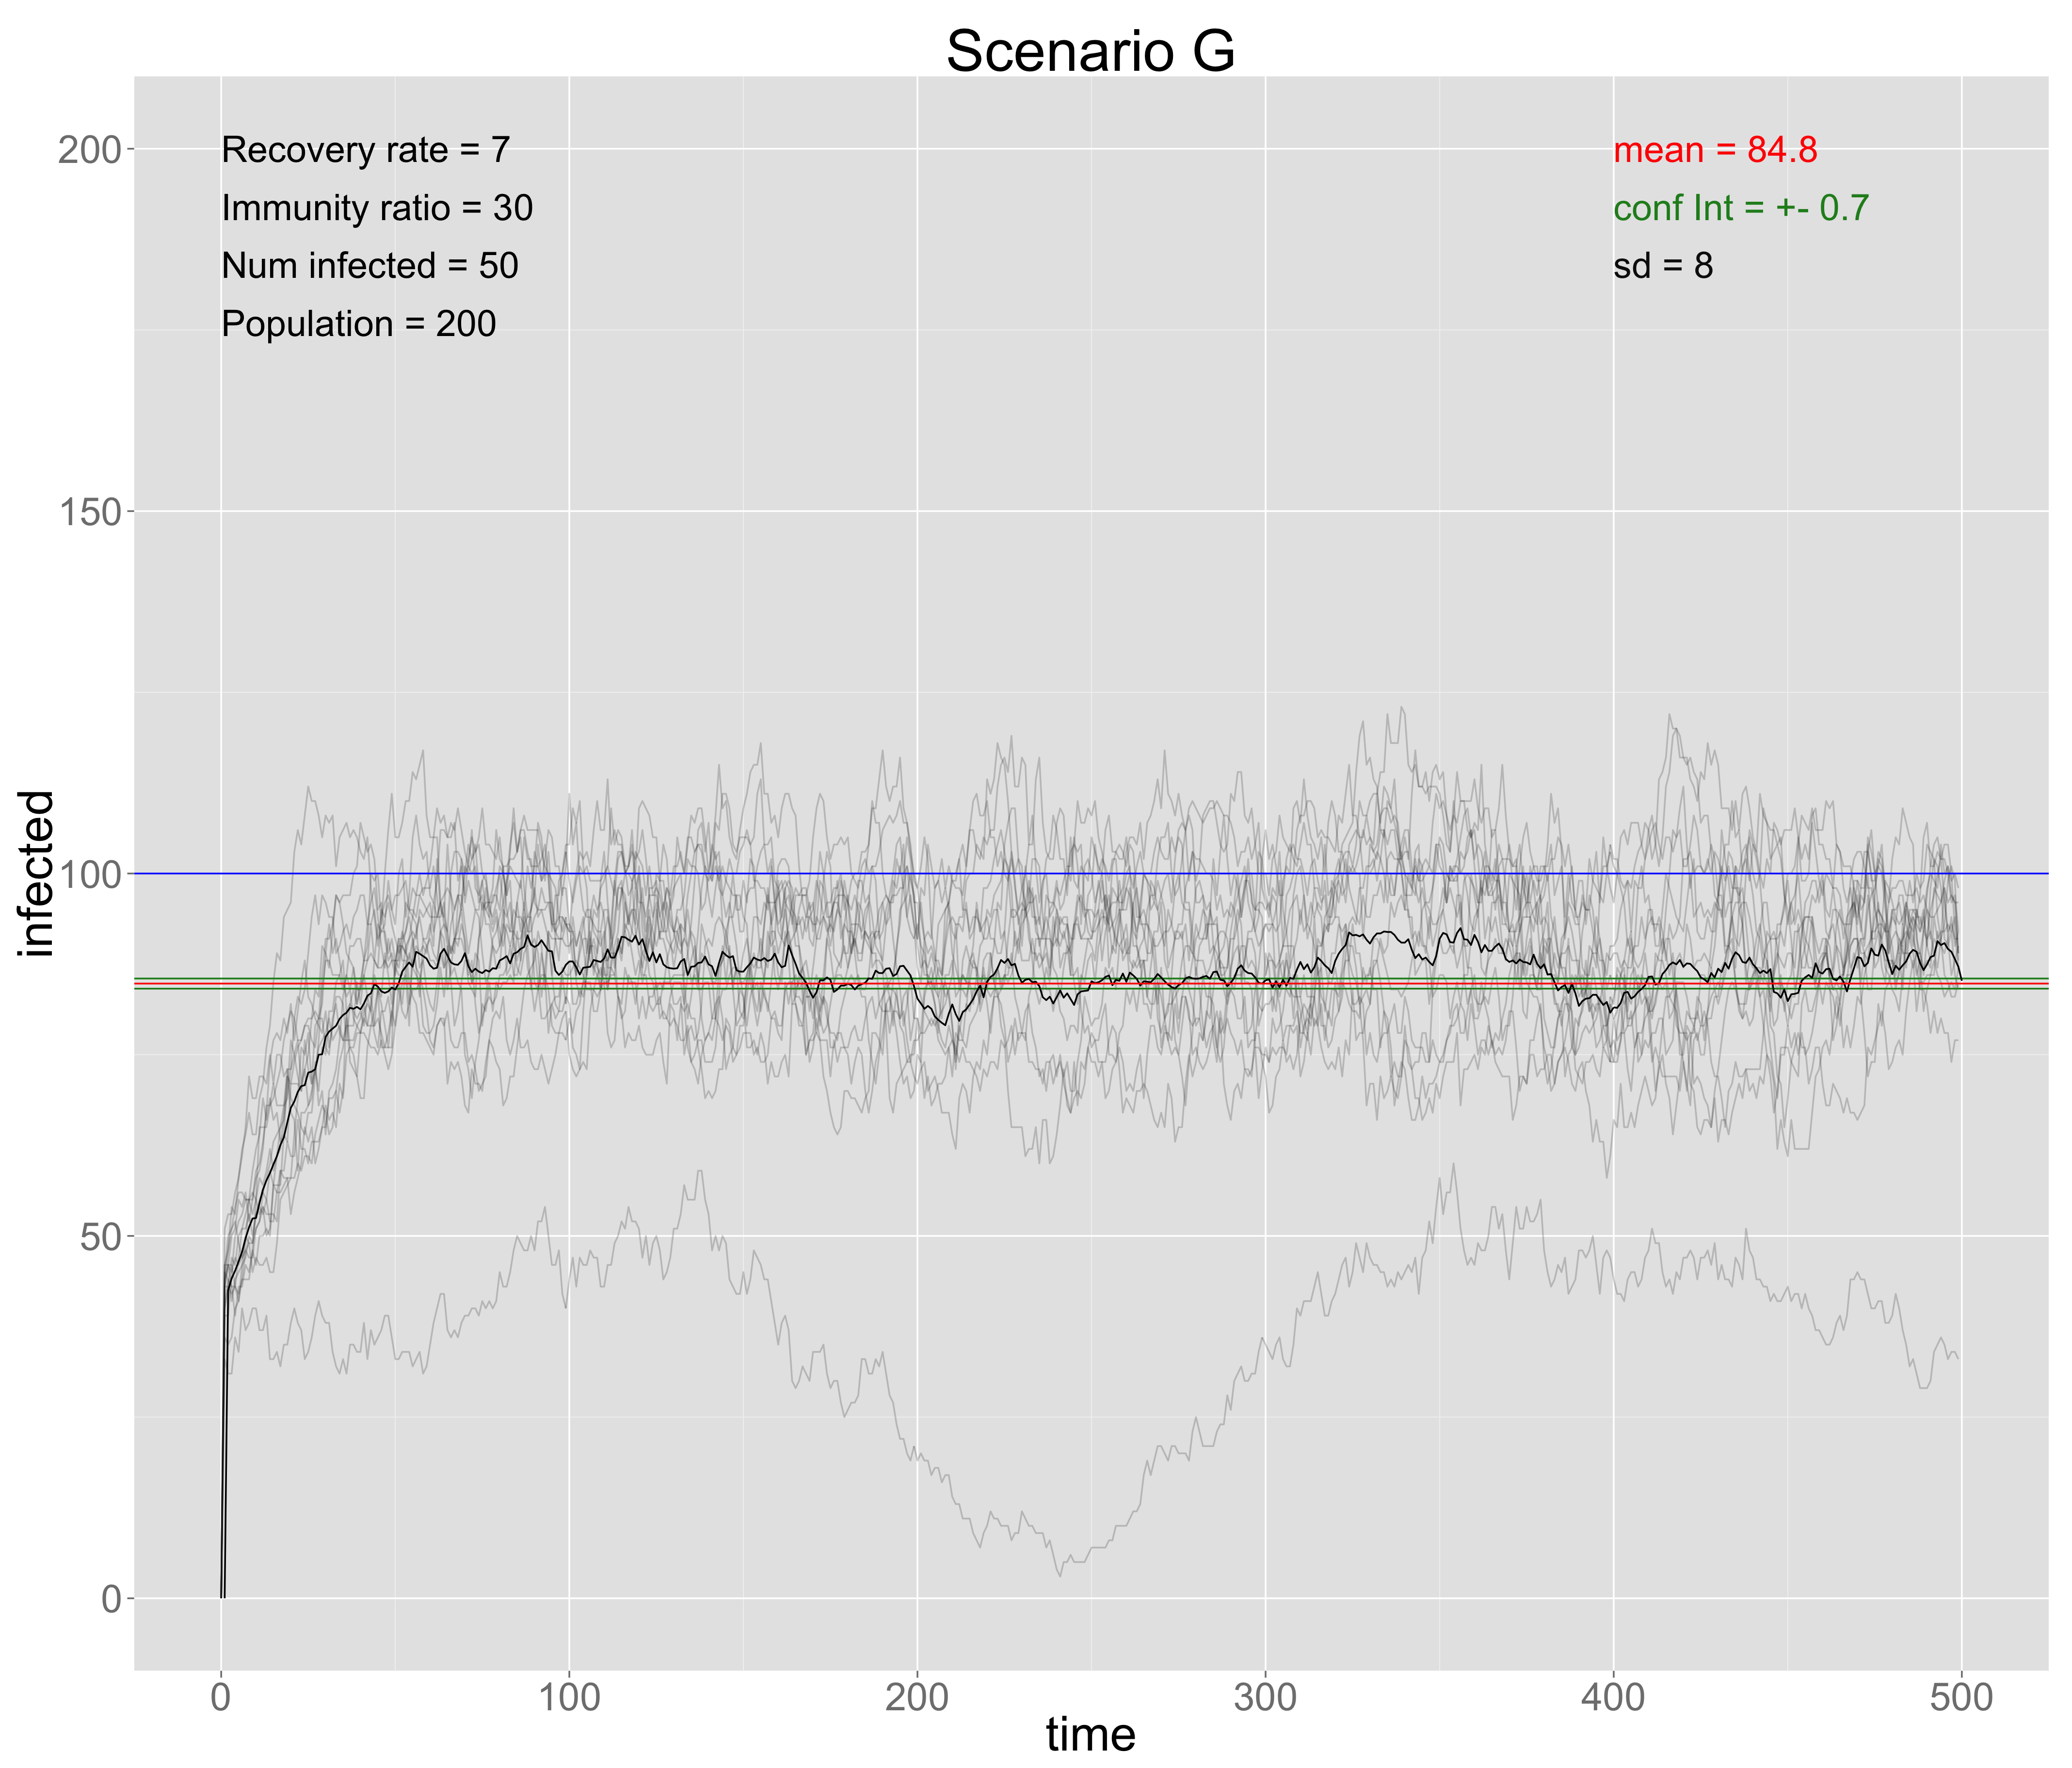 Scenario G
Recovery rate = 7
Immunity ratio = 30
Num infected = 50
Population = 200
mean = 84.8
conf Int = +- 0.7
sd = 8
infected
200
150
100
50
0
0 100 200 300 400 500
time